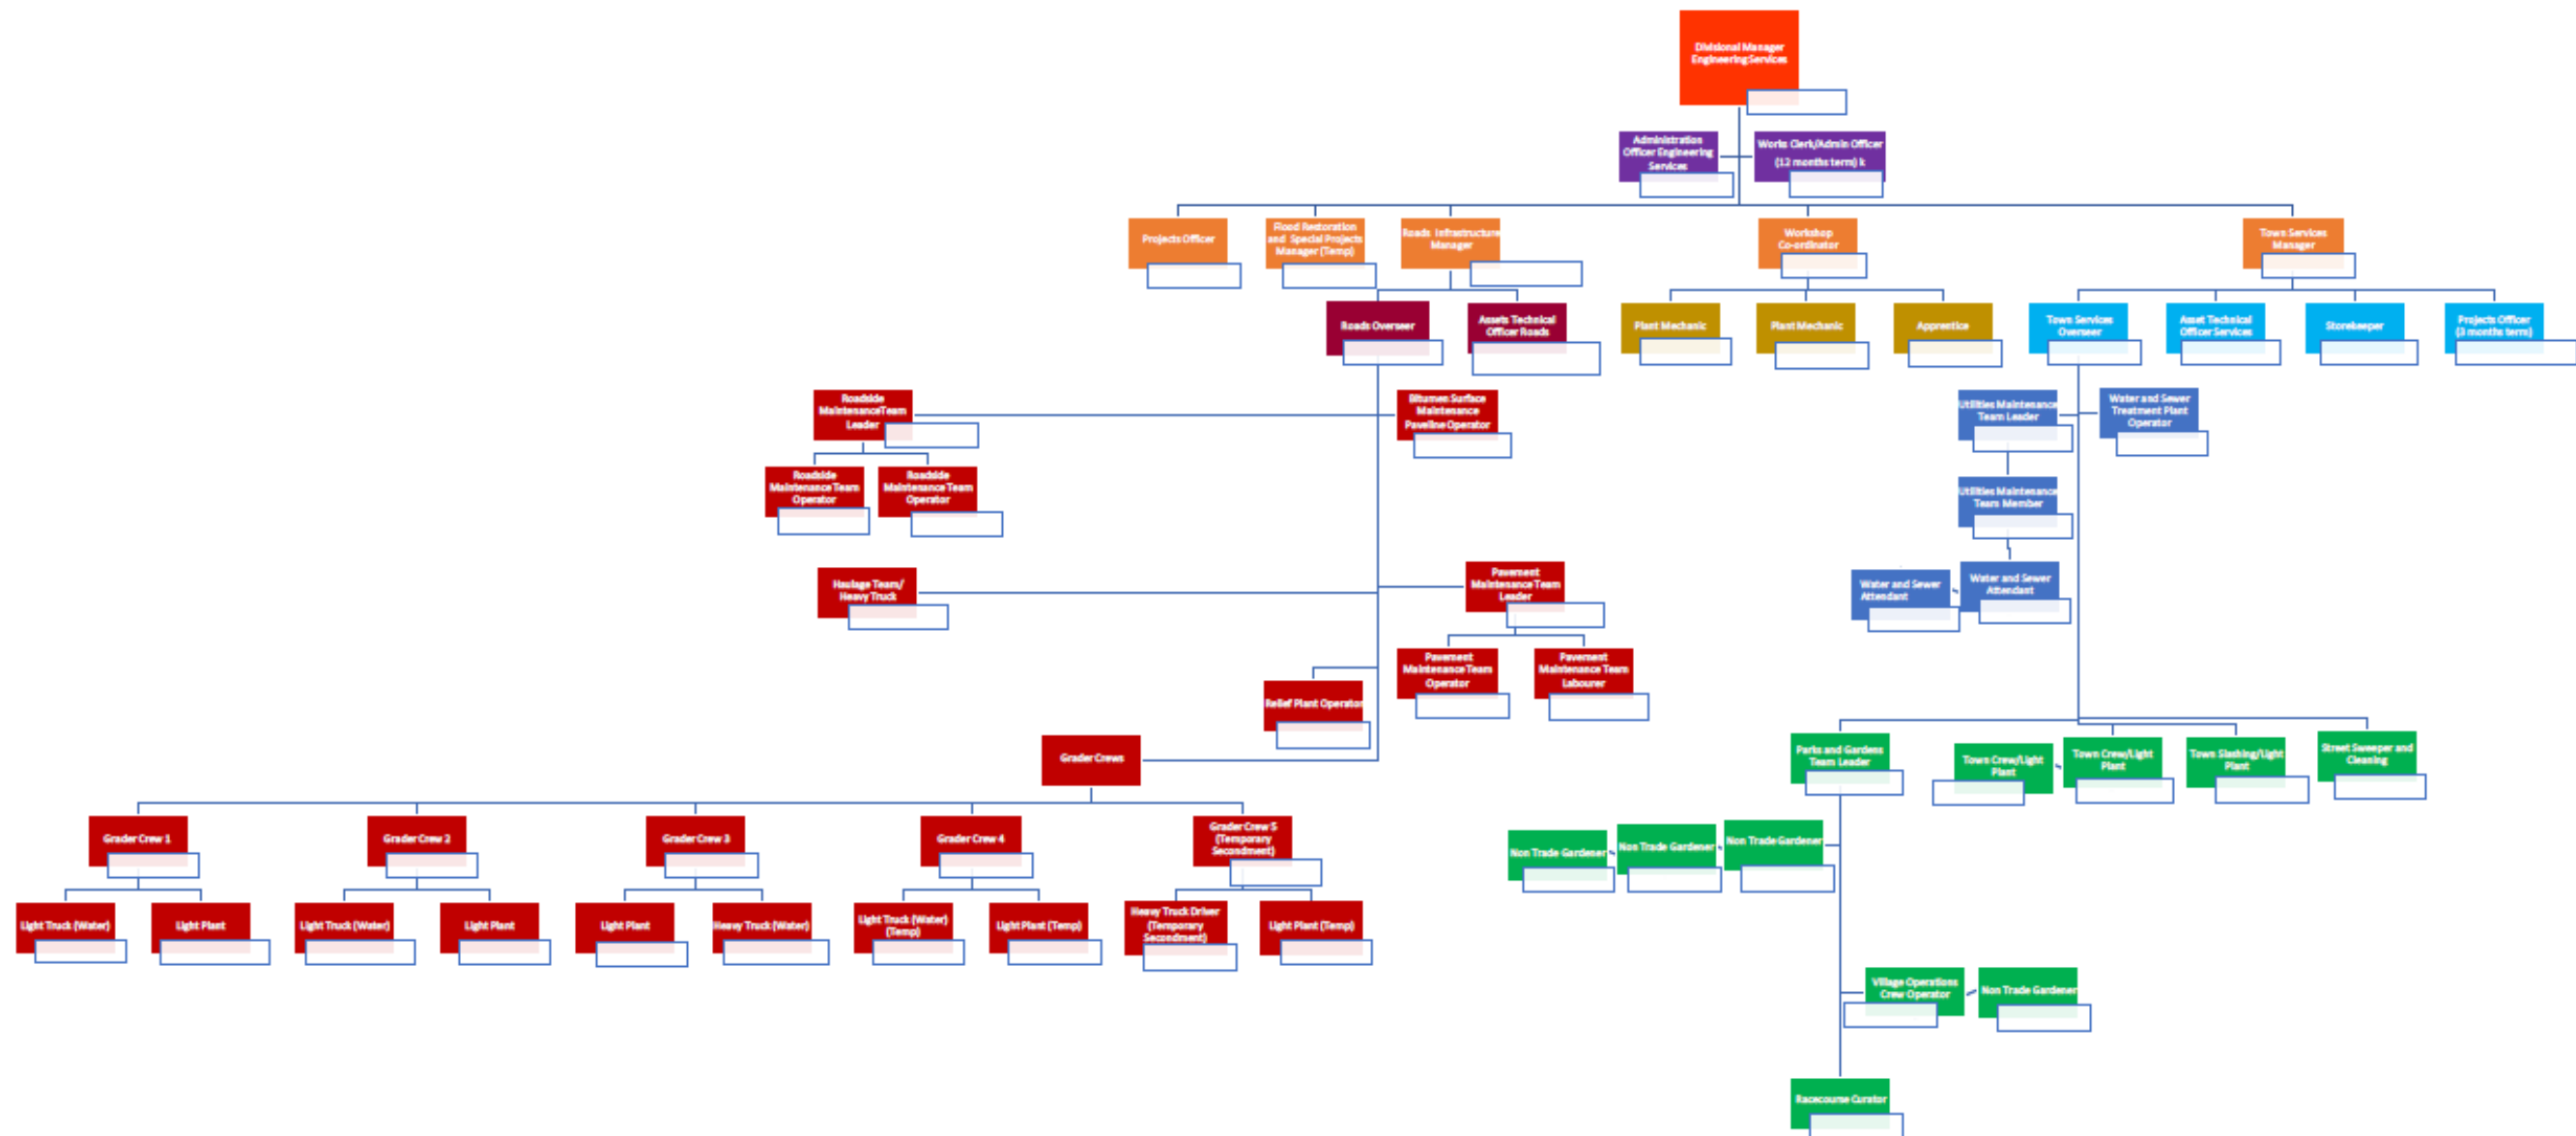 Divisional Manager
Engineering Services
Administration
Officer Engineering
Services
Works Clerk/Admin Officer
(12 months term) k
Projects Officer
Flood Restoration
and Special Projects
Manager (Temp)
Roads Infrastructure
Manager
Workshop
Co-ordinator
Town Services
Manager
Roads Overseer
Assets Technical
Officer Roads
Plant Mechanic
Plant Mechanic
Apprentice
Town Services
Overseer
Asset Technical
Officer Services
Storekeeper
Projects Officer
(3 months term)
Roadside
Maintenance Team
Leader
Bitumen Surface
Maintenance
Paveline Operator
Utilities Maintenance
Team Leader
Water and Sewer
Treatment Plant
Operator
Roadside
Maintenance Team
Operator
Roadside
Maintenance Team
Operator
Utilities Maintenance
Team Member
Haulage Team/
Heavy Truck
Pavement
Maintenance Team
Leader
Water and Sewer
Attendant
Water and Sewer
Attendant
Pavement
Maintenance Team
Operator
Pavement
Maintenance Team
Labourer
Relief Plant Operator
Grader Crews
Parks and Gardens
Team Leader
Town Crew/Light
Plant
Town Crew/Light
Plant
Town Slashing/Light
Plant
Street Sweeper and
Cleaning
Grader Crew 1
Grader Crew 2
Grader Crew 3
Grader Crew 4
Grader Crew 5
(Temporary
Secondment)
Non Trade Gardener
Non Trade Gardener
Non Trade Gardener
Light Truck (Water)
Light Plant
Light Truck (Water)
Light Plant
Light Plant
Heavy Truck (Water)
Light Truck (Water)
(Temp)
Light Plant (Temp)
Heavy Truck Driver
(Temporary
Secondment)
Light Plant (Temp)
Village Operations
Crew Operator
Non Trade Gardener
Racecourse Curator